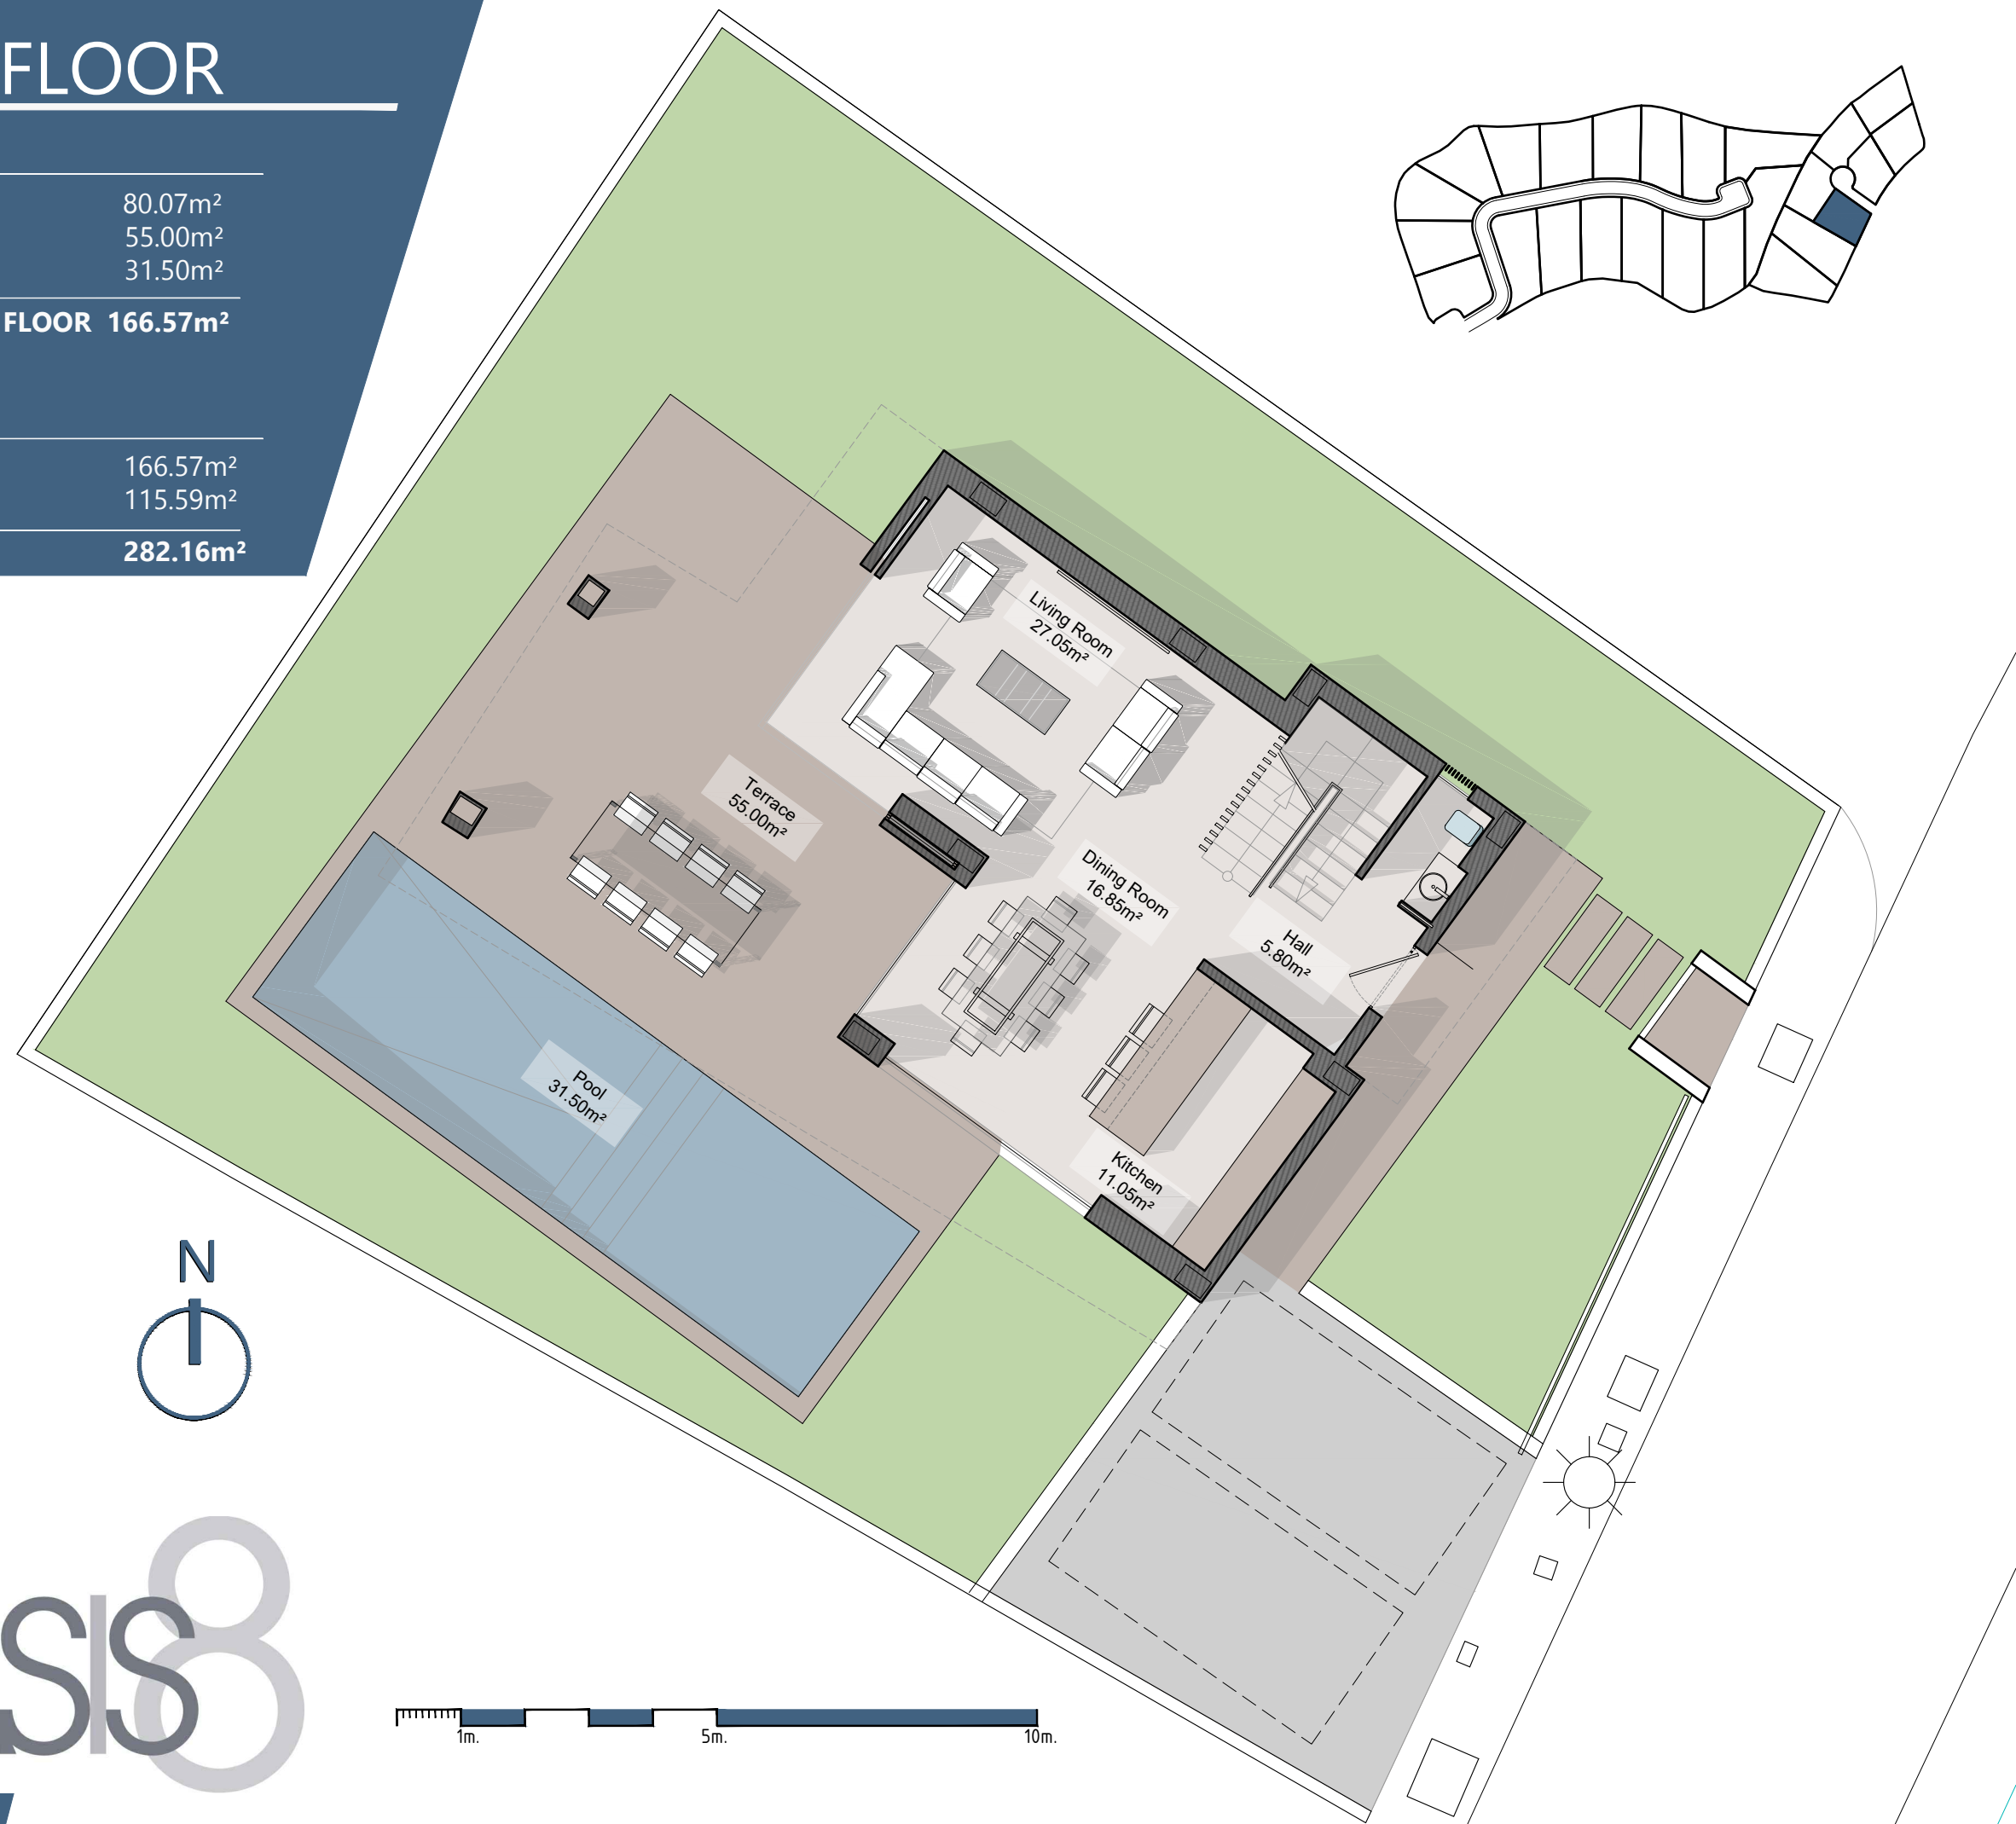 FLOOR
80.07m²
55.00m²
31.50m²
FLOOR 166.57m²
166.57m²
115.59m²
282.16m²
Living Room
27.05m²
Terrace
55.00m²
Dining Room
16.85m²
Hall
5.80m²
Pool
31.50m²
Kitchen
11.05m²
N
SIS8
1m.
5m.
10m.